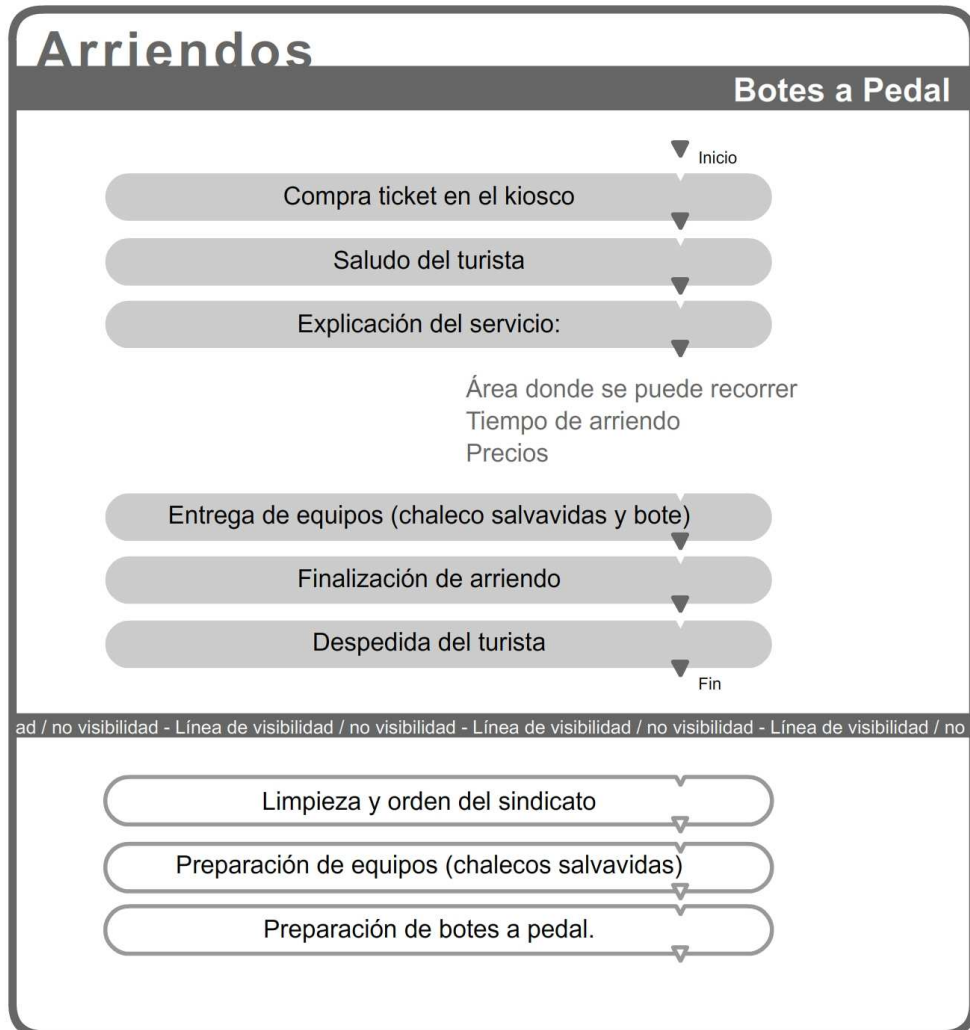 Arriendos
Botes a Pedal
Inicio
Compra ticket en el kiosco
Saludo del turista
Explicación del servicio:
Área donde se puede recorrer
Tiempo de arriendo
Precios
Entrega de equipos (chaleco salvavidas y bote)
Finalización de arriendo
Despedida del turista
Fin
ad / no visibilidad - Línea de visibilidad / no visibilidad - Línea de visibilidad / no visibilidad - Línea de visibilidad / no
Limpieza y orden del sindicato
Preparación de equipos (chalecos salvavidas)
Preparación de botes a pedal.